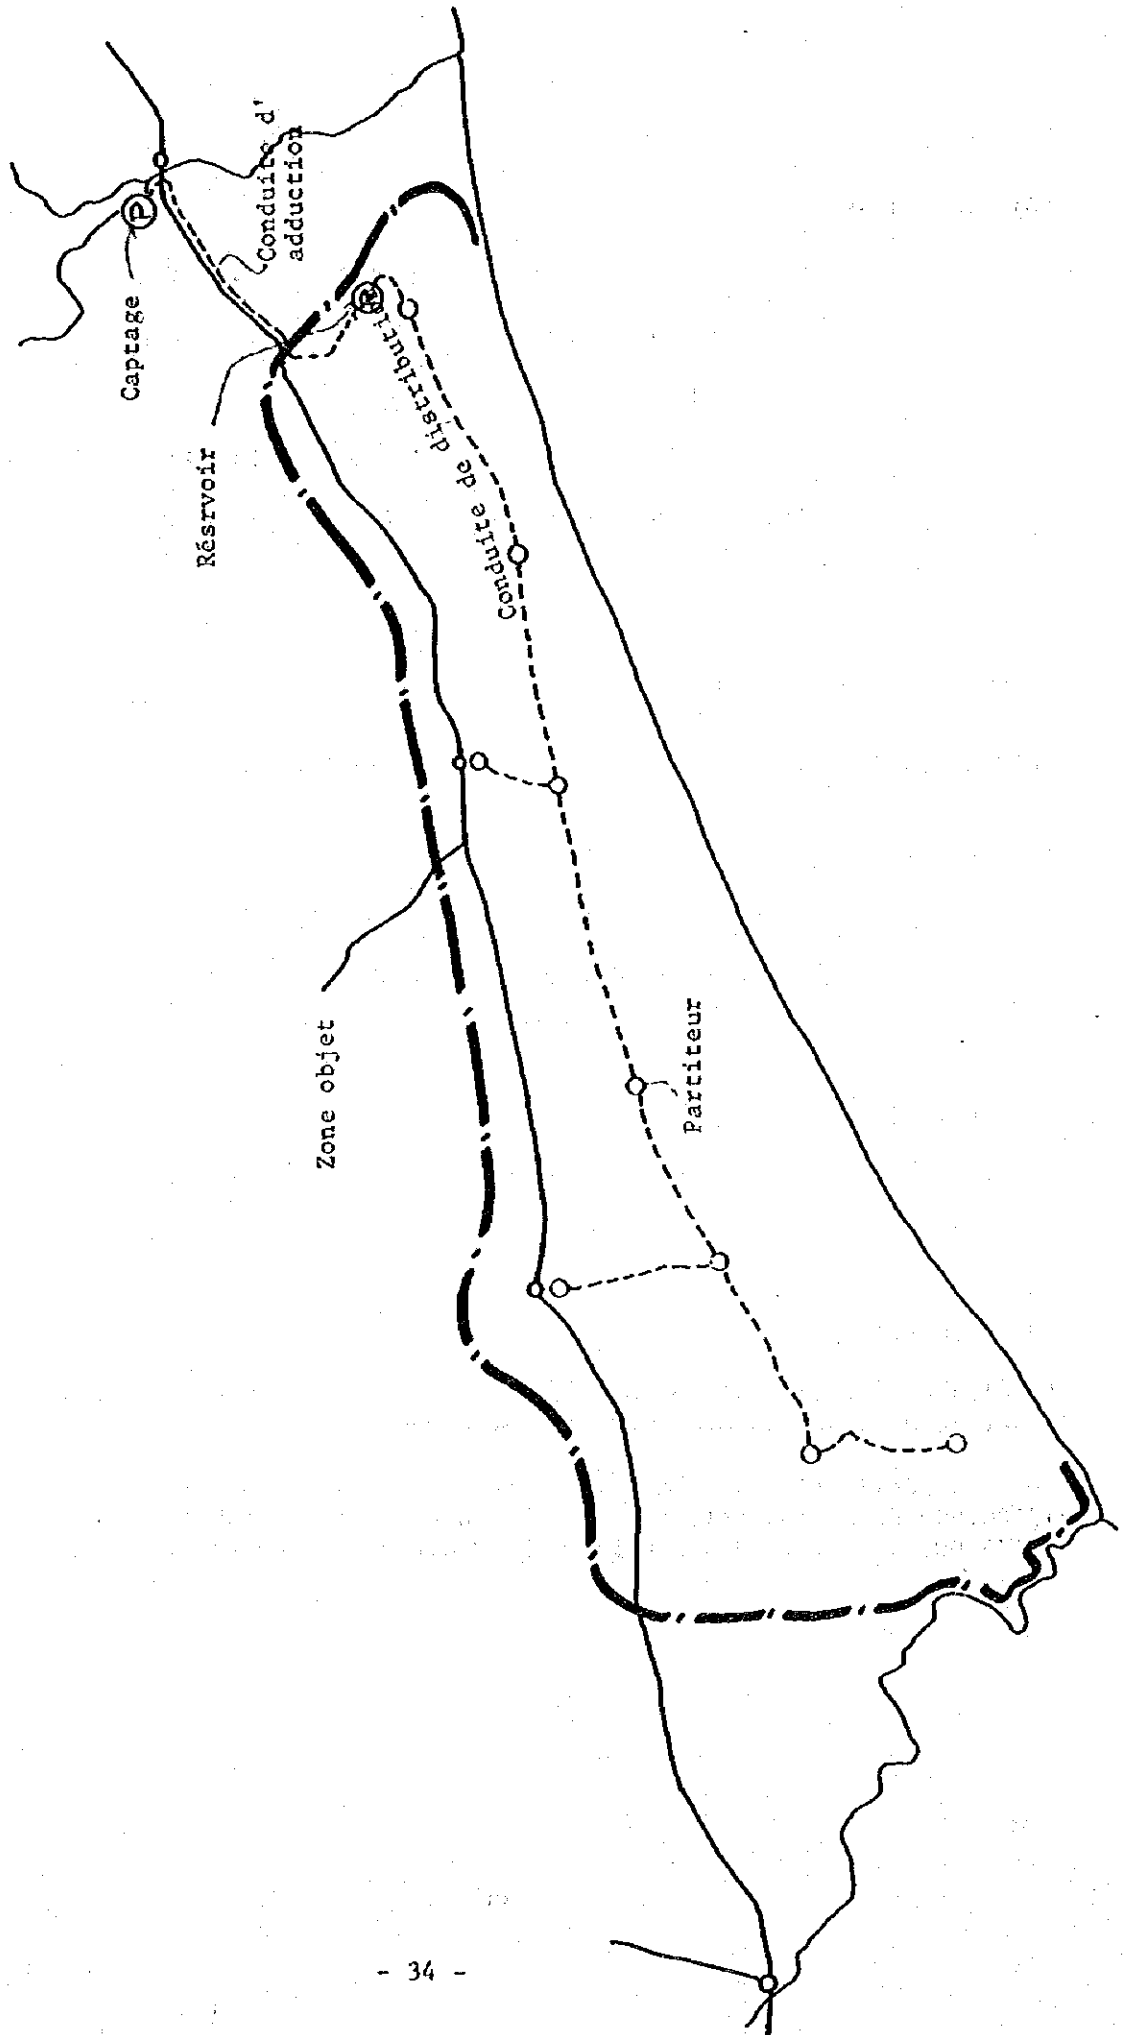 Captage
P
Conduite d'
adduction
Résrvoir
R
Conduite de distributi
Zone objet
Partiteur
- 34 -